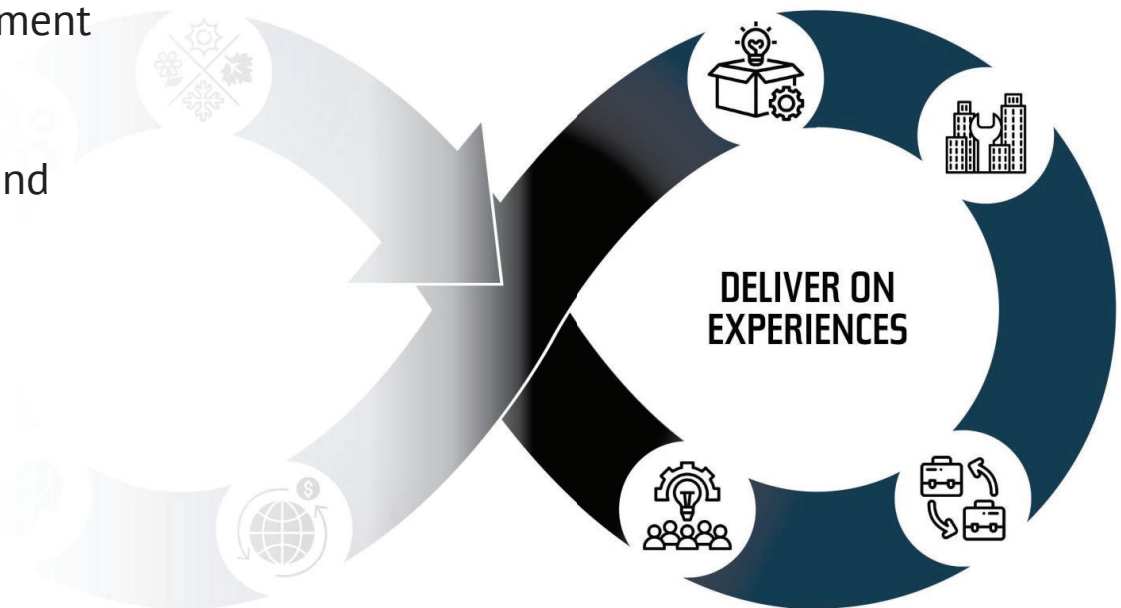 ment
nd
DELIVER ON
EXPERIENCES
$